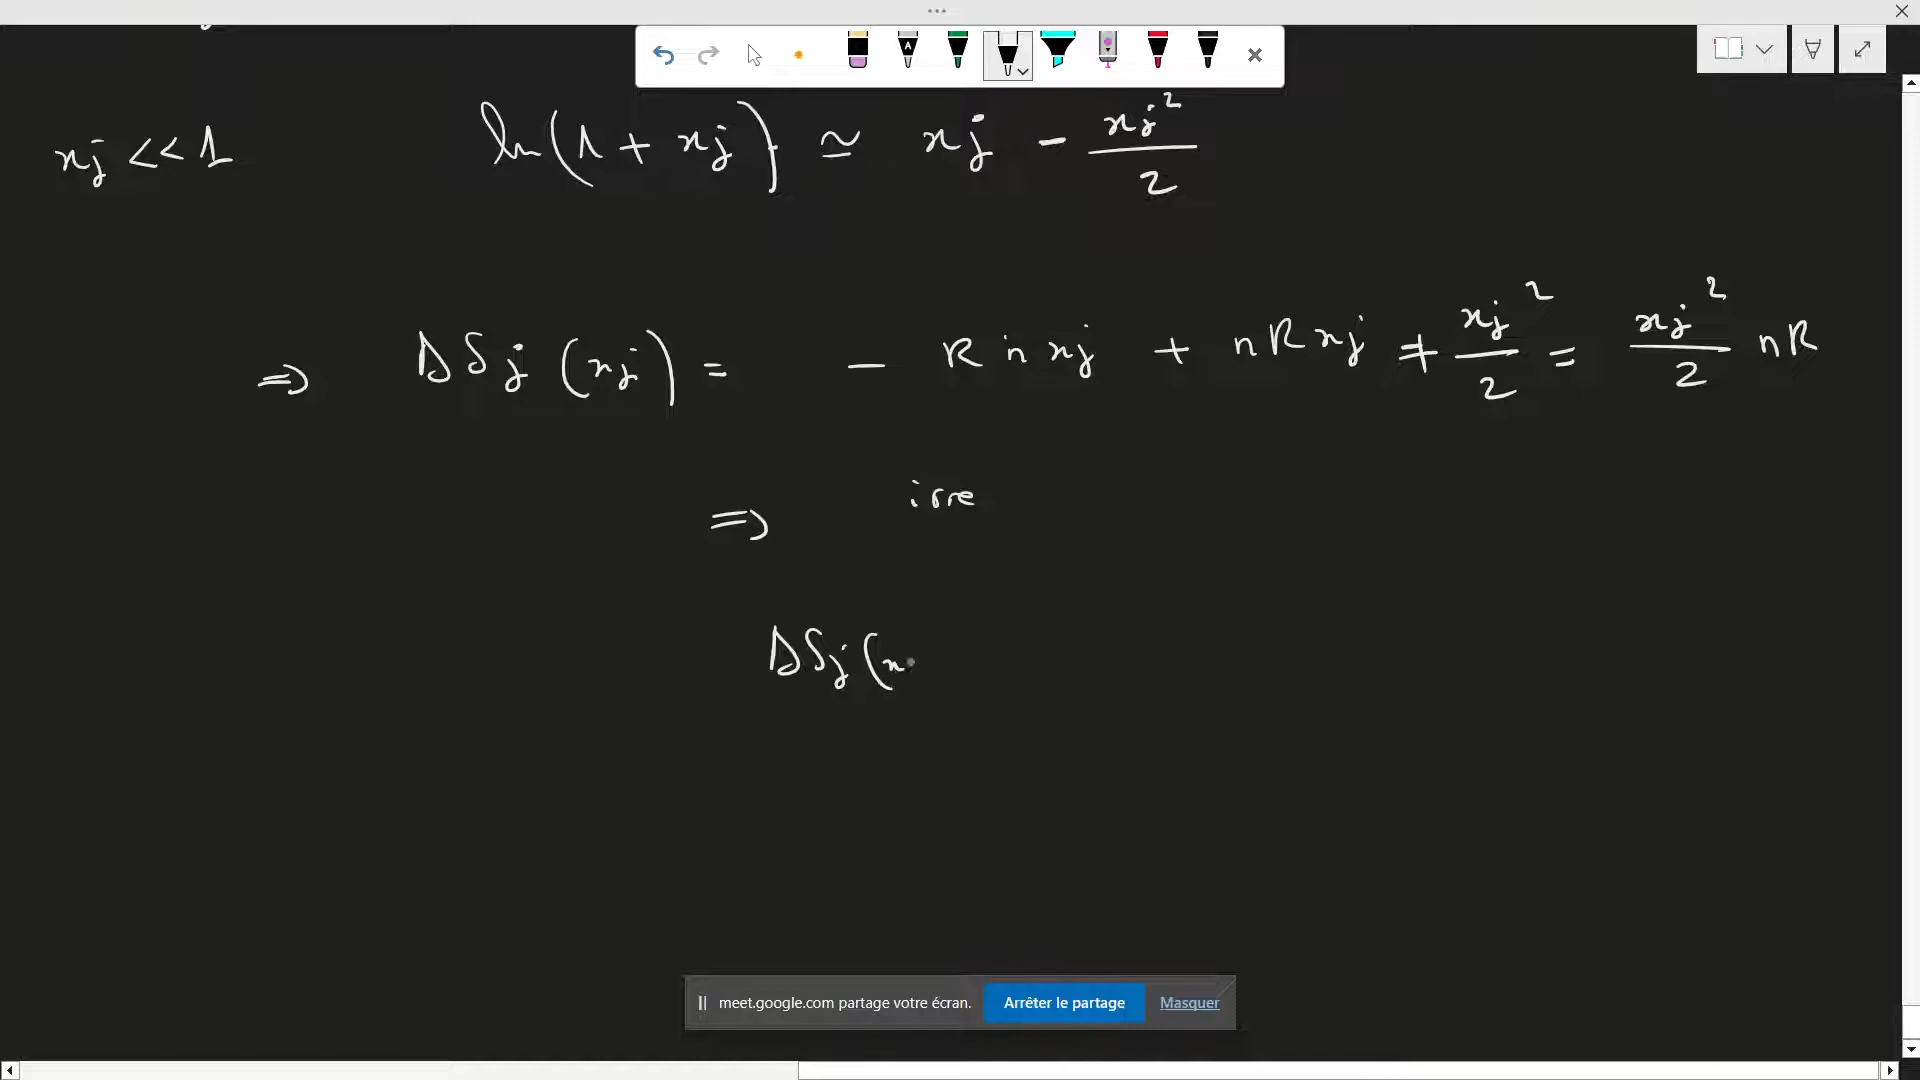 A
xj << 1 ln(1 + xj) ≃ xj - xj²/2
=> ΔSj (xj) = - R n xj + nR xj + xj²/2 = xj²/2 nR
=> irre
ΔSj (x
meet.google.com partage votre écran. Arrêter le partage Masquer